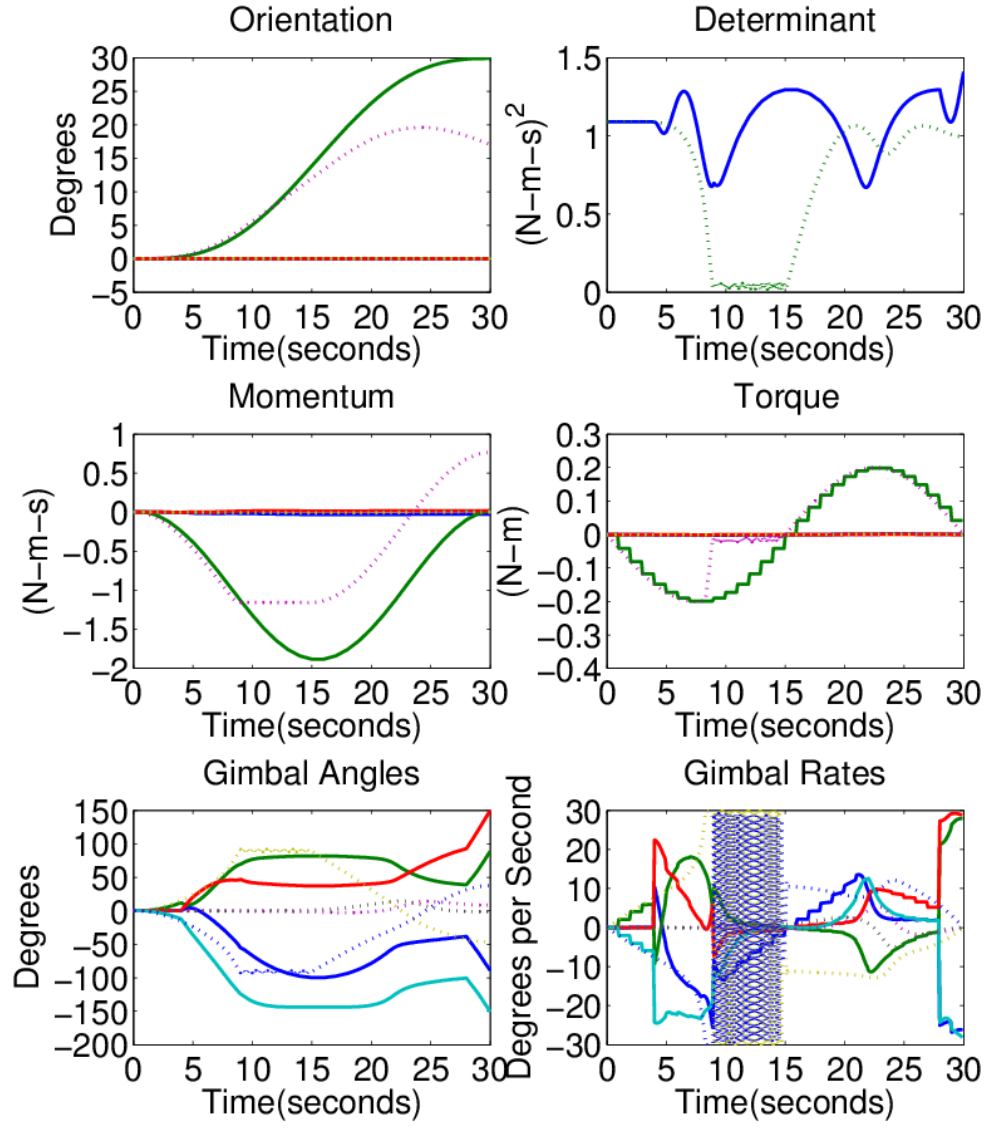 Orientation
Degrees
30
25
20
15
10
5
0
−5
0 5 10 15 20 25 30
Time(seconds)
Determinant
(N−m−s)2
1.5
1
0.5
0
0 5 10 15 20 25 30
Time(seconds)
Momentum
(N−m−s)
1
0.5
0
−0.5
−1
−1.5
−2
0 5 10 15 20 25 30
Time(seconds)
Torque
(N−m)
0.3
0.2
0.1
0
−0.1
−0.2
−0.3
−0.4
0 5 10 15 20 25 30
Time(seconds)
Gimbal Angles
Degrees
150
100
50
0
−50
−100
−150
−200
0 5 10 15 20 25 30
Time(seconds)
Gimbal Rates
Degrees per Second
30
20
10
0
−10
−20
−30
0 5 10 15 20 25 30
Time(seconds)